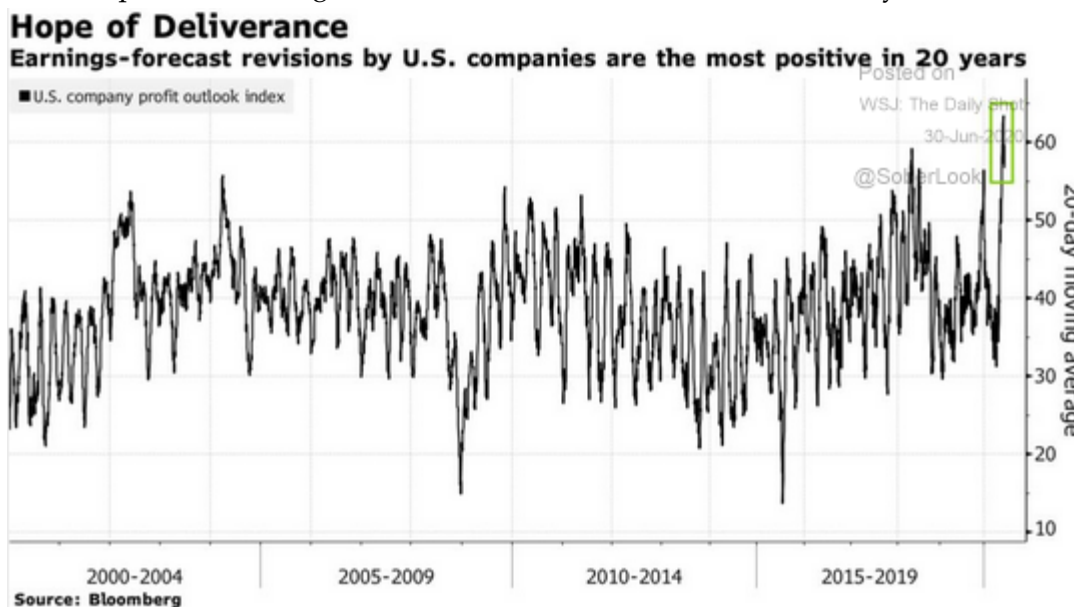 Hope of Deliverance
Earnings-forecast revisions by U.S. companies are the most positive in 20 years
■U.S. company profit outlook index
Posted on
WSJ: The Daily Shot
30-Jun-2020
@SoberLook
60
50
40
30
20
10
20-day moving average
2000-2004
2005-2009
2010-2014
2015-2019
Source: Bloomberg